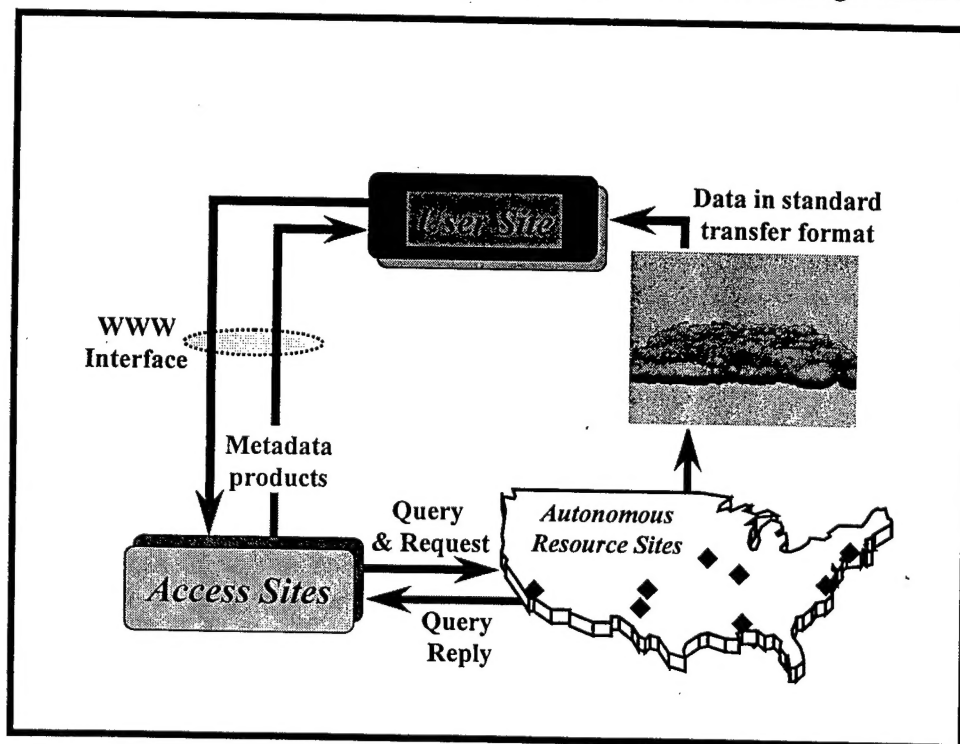 User Site
Data in standard
transfer format
WWW
Interface
Metadata
products
Query
& Request
Autonomous
Resource Sites
Access Sites
Query
Reply